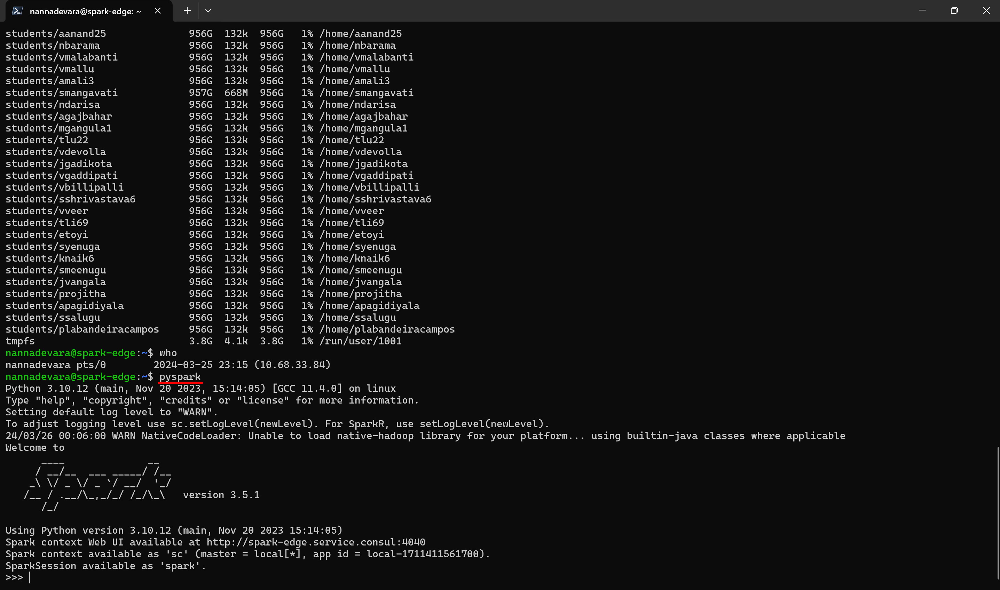 nannadevara@spark-edge: ~
students/aanand25 956G 132k 956G 1% /home/aanand25
students/nbarama 956G 132k 956G 1% /home/nbarama
students/vmalabanti 956G 132k 956G 1% /home/vmalabanti
students/vmallu 956G 132k 956G 1% /home/vmallu
students/amali3 956G 132k 956G 1% /home/amali3
students/smangavati 957G 668M 956G 1% /home/smangavati
students/ndarisa 956G 132k 956G 1% /home/ndarisa
students/agajbahar 956G 132k 956G 1% /home/agajbahar
students/mgangula1 956G 132k 956G 1% /home/mgangula1
students/tlu22 956G 132k 956G 1% /home/tlu22
students/vdevolla 956G 132k 956G 1% /home/vdevolla
students/jgadikota 956G 132k 956G 1% /home/jgadikota
students/vgaddipati 956G 132k 956G 1% /home/vgaddipati
students/vbillipalli 956G 132k 956G 1% /home/vbillipalli
students/sshrivastava6 956G 132k 956G 1% /home/sshrivastava6
students/vveer 956G 132k 956G 1% /home/vveer
students/tli69 956G 132k 956G 1% /home/tli69
students/etoyi 956G 132k 956G 1% /home/etoyi
students/syenuga 956G 132k 956G 1% /home/syenuga
students/knaik6 956G 132k 956G 1% /home/knaik6
students/smeenugu 956G 132k 956G 1% /home/smeenugu
students/jvangala 956G 132k 956G 1% /home/jvangala
students/projitha 956G 132k 956G 1% /home/projitha
students/apagidiyala 956G 132k 956G 1% /home/apagidiyala
students/ssalugu 956G 132k 956G 1% /home/ssalugu
students/plabandeiracampos 956G 132k 956G 1% /home/plabandeiracampos
tmpfs 3.8G 4.1k 3.8G 1% /run/user/1001
nannadevara@spark-edge:~$ who
nannadevara pts/0 2024-03-25 23:15 (10.68.33.84)
nannadevara@spark-edge:~$ pyspark
Python 3.10.12 (main, Nov 20 2023, 15:14:05) [GCC 11.4.0] on linux
Type "help", "copyright", "credits" or "license" for more information.
Setting default log level to "WARN".
To adjust logging level use sc.setLogLevel(newLevel). For SparkR, use setLogLevel(newLevel).
24/03/26 00:06:00 WARN NativeCodeLoader: Unable to load native-hadoop library for your platform... using builtin-java classes where applicable
Welcome to
Spark version 3.5.1
Using Python version 3.10.12 (main, Nov 20 2023 15:14:05)
Spark context Web UI available at http://spark-edge.service.consul:4040
Spark context available as 'sc' (master = local[*], app id = local-1711411561700).
SparkSession available as 'spark'.
>>>